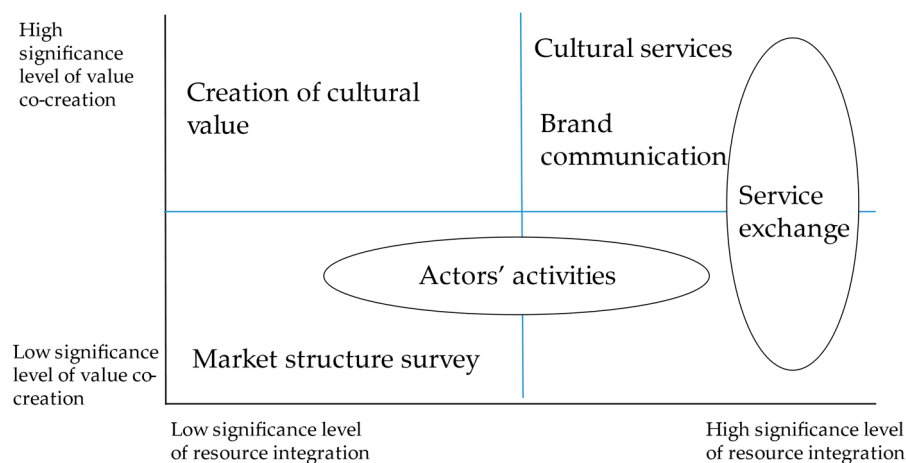 High
significance
level of value
co-creation
Creation of cultural
value
Cultural services
Brand
communication
Service
exchange
Actors’ activities
Low significance
level of value co-
creation
Market structure survey
Low significance level
of resource integration
High significance level
of resource integration